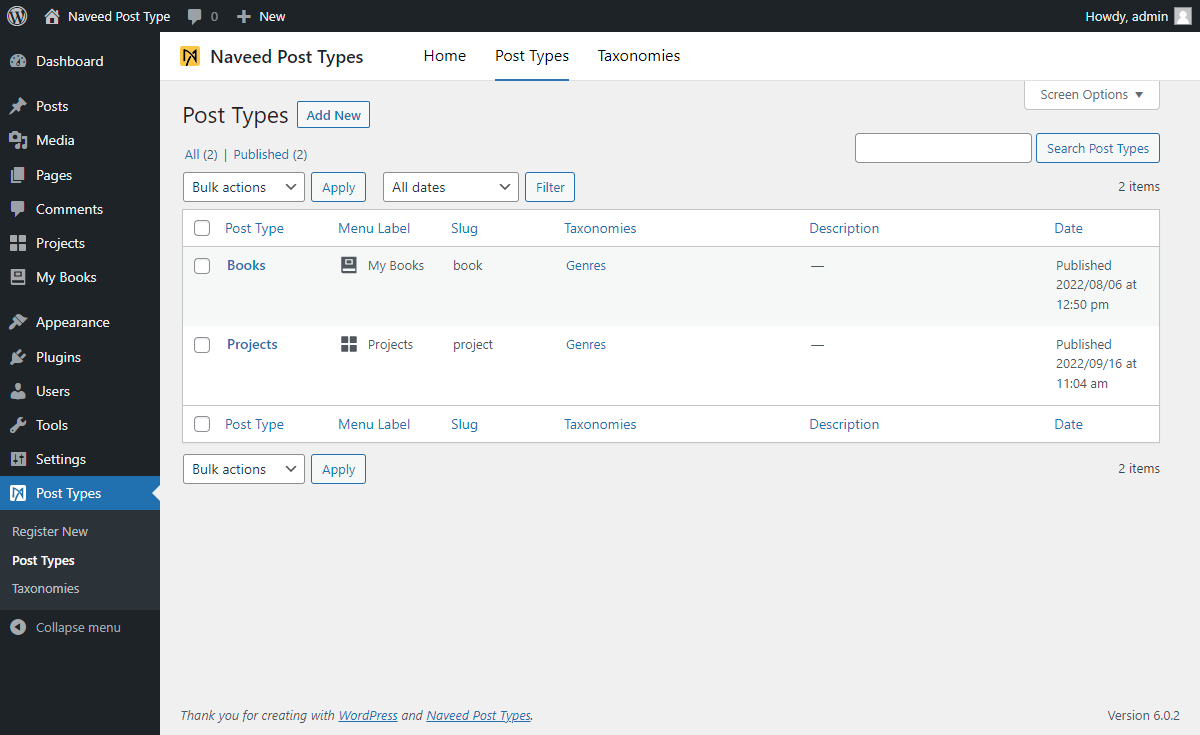 Naveed Post Type 0 New Howdy, admin
Dashboard
Posts
Media
Pages
Comments
Projects
My Books
Appearance
Plugins
Users
Tools
Settings
Post Types
Register New
Post Types
Taxonomies
Collapse menu
Naveed Post Types Home Post Types Taxonomies
Screen Options
Post Types Add New
All (2) | Published (2)
Search Post Types
Bulk actions Apply All dates Filter 2 items
Post Type Menu Label Slug Taxonomies Description Date
Books My Books book Genres — Published
2022/08/06 at
12:50 pm
Projects Projects project Genres — Published
2022/09/16 at
11:04 am
Post Type Menu Label Slug Taxonomies Description Date
Bulk actions Apply 2 items
Thank you for creating with WordPress and Naveed Post Types. Version 6.0.2